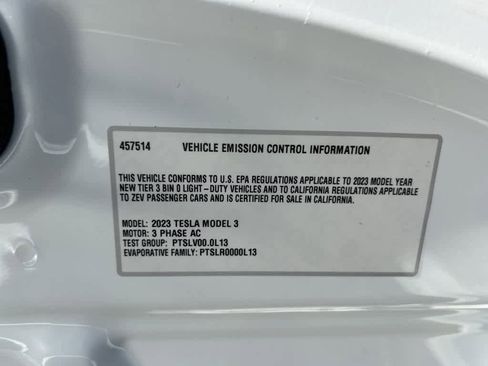 457514 VEHICLE EMISSION CONTROL INFORMATION
THIS VEHICLE CONFORMS TO U.S. EPA REGULATIONS APPLICABLE TO 2023 MODEL YEAR
NEW TIER 3 BIN 0 LIGHT-DUTY VEHICLES AND TO CALIFORNIA REGULATIONS APPLICABLE
TO ZEV PASSENGER CARS AND IS CERTIFIED FOR SALE IN CALIFORNIA.
MODEL: 2023 TESLA MODEL 3
MOTOR: 3 PHASE AC
TEST GROUP: PTSLV00.0L13
EVAPORATIVE FAMILY: PTSLR0000L13